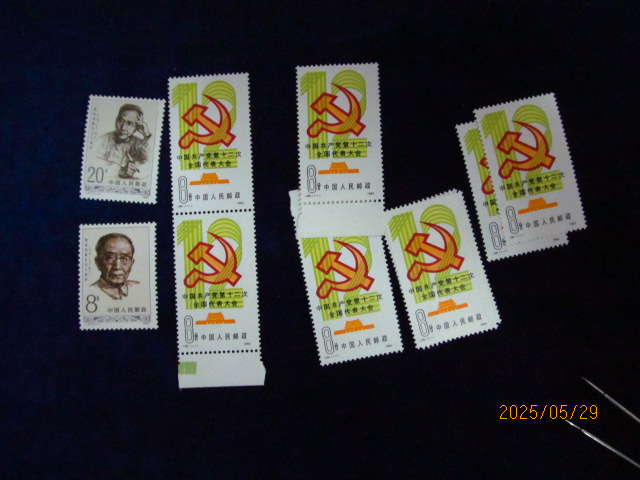 20分
中国人民邮政
8分
中国人民邮政
12
中国共产党第十二次
全国代表大会
8分 中国人民邮政
12
中国共产党第十二次
全国代表大会
8分 中国人民邮政
12
中国共产党第十二次
全国代表大会
8分 中国人民邮政
中国共产党第十二次
全国代表大会
8分 中国人民邮政
12
中国共产党第十二次
全国代表大会
8分 中国人民邮政
12
中国共产党第十二次
全国代表大会
8分 中国人民邮政
2025/05/29